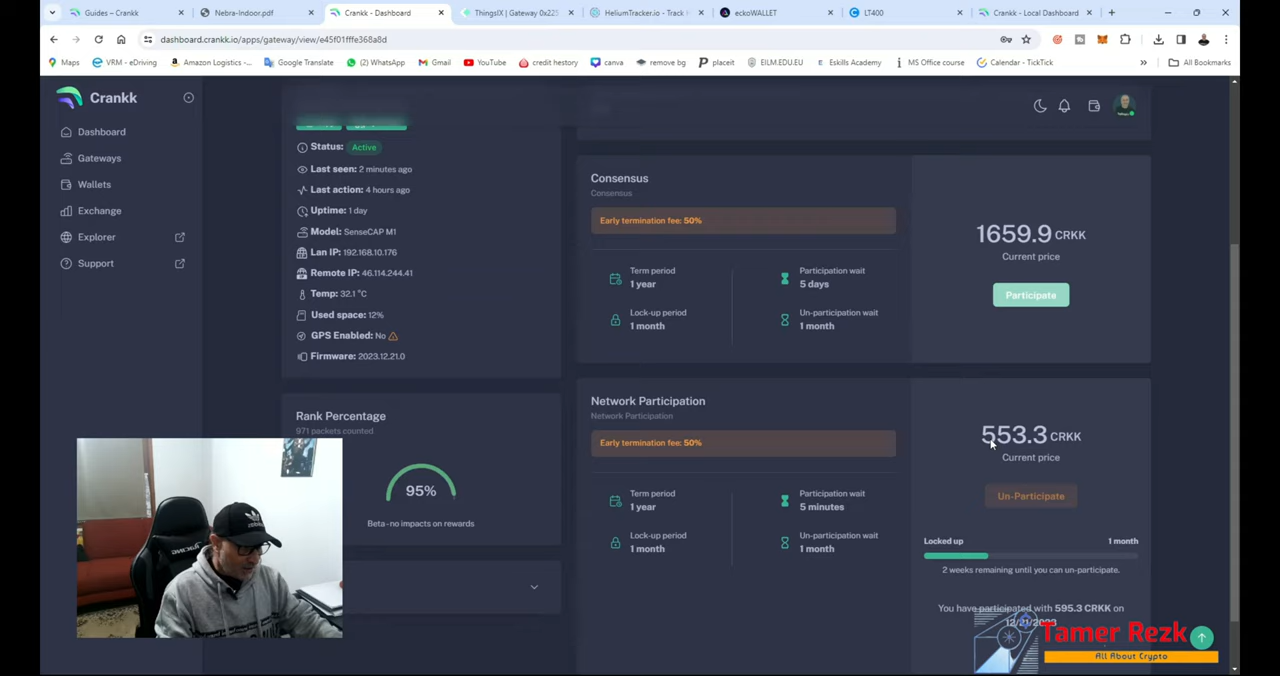 Guides – Crankk
Nebra-Indoor.pdf
Crankk - Dashboard
ThingsIX | Gateway 0x225
HeliumTracker.io - Track H
eckoWALLET
LT400
Crankk - Local Dashboard
dashboard.crankk.io/apps/gateway/view/e45f01fffe368a8d
Maps
VRM - eDriving
Amazon Logistics -...
Google Translate
(2) WhatsApp
Gmail
YouTube
credit hestory
canva
remove bg
placeit
EILM.EDU.EU
Eskills Academy
MS Office course
Calendar - TickTick
All Bookmarks
Crankk
Dashboard
Gateways
Wallets
Exchange
Explorer
Support
Status: Active
Last seen: 2 minutes ago
Last action: 4 hours ago
Uptime: 1 day
Model: SenseCAP M1
Lan IP: 192.168.10.176
Remote IP: 46.114.244.41
Temp: 32.1 °C
Used space: 12%
GPS Enabled: No
Firmware: 2023.12.21.0
Rank Percentage
971 packets counted
95%
Beta - no impacts on rewards
Consensus
Consensus
Early termination fee: 50%
Term period
1 year
Participation wait
5 days
Lock-up period
1 month
Un-participation wait
1 month
1659.9 CRKK
Current price
Participate
Network Participation
Network Participation
Early termination fee: 50%
Term period
1 year
Participation wait
5 minutes
Lock-up period
1 month
Un-participation wait
1 month
553.3 CRKK
Current price
Un-Participate
Locked up
1 month
2 weeks remaining until you can un-participate.
You have participated with 595.3 CRKK on
Tamer Rezk
All About Crypto